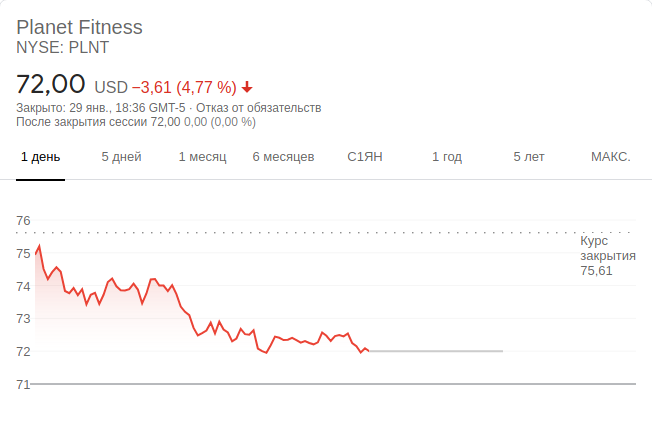 Planet Fitness
NYSE: PLNT
72,00 USD −3,61 (4,77 %)
Закрыто: 29 янв., 18:36 GMT-5 · Отказ от обязательств
После закрытия сессии 72,00 0,00 (0,00 %)
1 день 5 дней 1 месяц 6 месяцев С1ЯН 1 год 5 лет МАКС.
76
Курс
закрытия
75,61
75
74
73
72
71